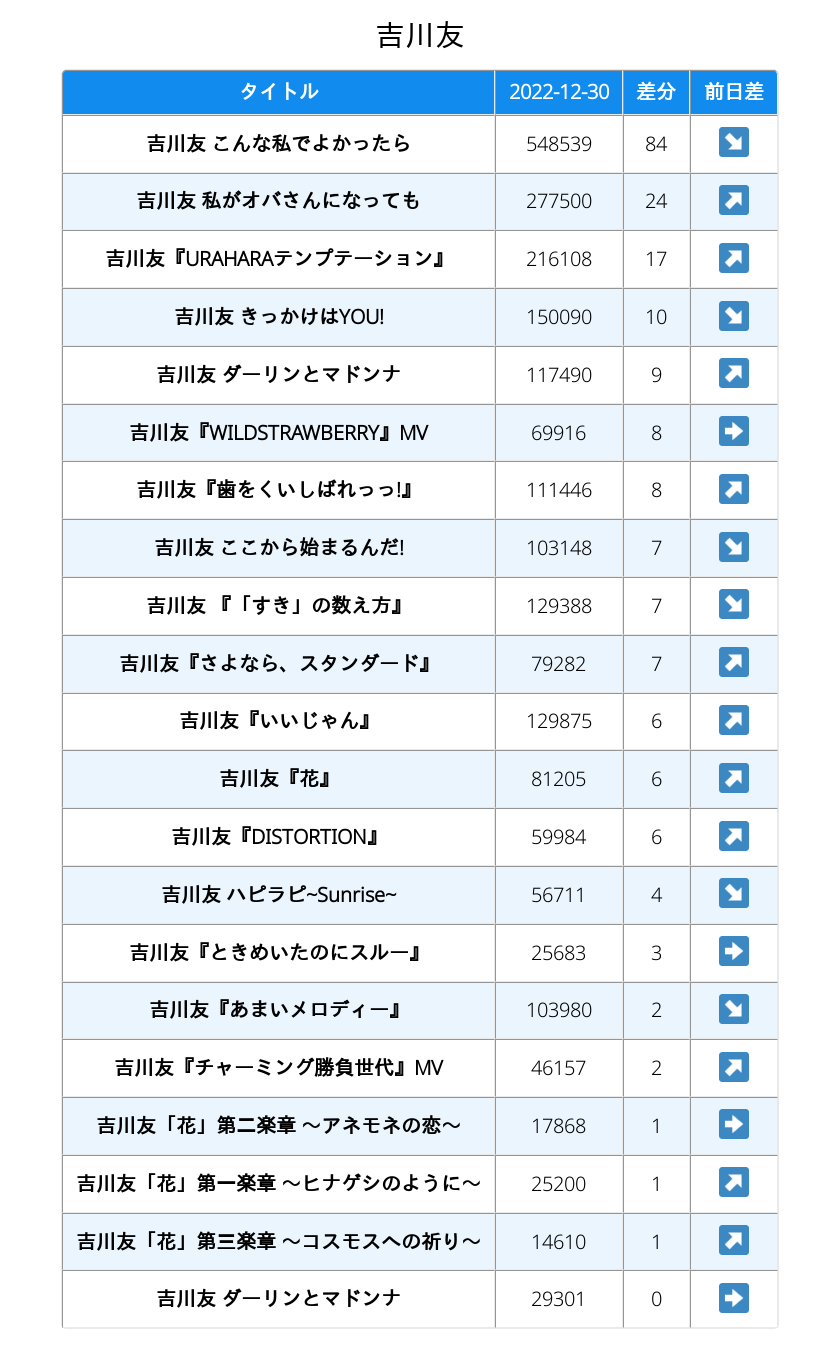 吉川友
タイトル 2022-12-30 差分 前日差
吉川友 こんな私でよかったら 548539 84 ↘
吉川友 私がオバさんになっても 277500 24 ↗
吉川友『URAHARAテンプテーション』 216108 17 ↗
吉川友 きっかけはYOU! 150090 10 ↘
吉川友 ダーリンとマドンナ 117490 9 ↗
吉川友『WILDSTRAWBERRY』MV 69916 8 ➡
吉川友『歯をくいしばれっっ!』 111446 8 ↗
吉川友 ここから始まるんだ! 103148 7 ↘
吉川友 『「すき」の数え方』 129388 7 ↘
吉川友『さよなら、スタンダード』 79282 7 ↗
吉川友『いいじゃん』 129875 6 ↗
吉川友『花』 81205 6 ↗
吉川友『DISTORTION』 59984 6 ↗
吉川友 ハピラピ~Sunrise~ 56711 4 ↘
吉川友『ときめいたのにスルー』 25683 3 ➡
吉川友『あまいメロディー』 103980 2 ↘
吉川友『チャーミング勝負世代』MV 46157 2 ↗
吉川友「花」第二楽章 〜アネモネの恋〜 17868 1 ➡
吉川友「花」第一楽章 〜ヒナゲシのように〜 25200 1 ↗
吉川友「花」第三楽章 〜コスモスへの祈り〜 14610 1 ↗
吉川友 ダーリンとマドンナ 29301 0 ➡